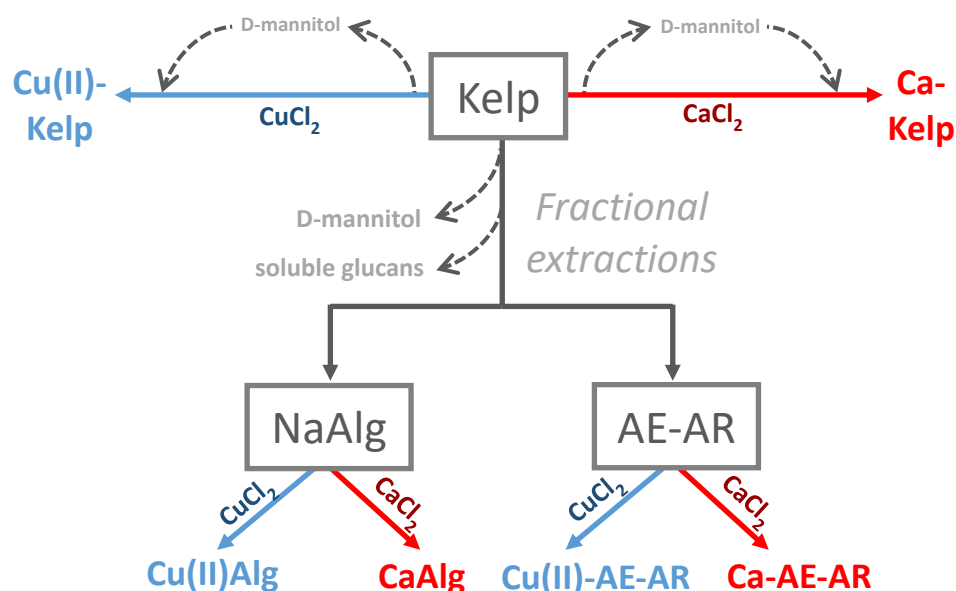 D-mannitol
D-mannitol
Cu(II)-
Kelp
CuCl₂
Kelp
CaCl₂
Ca-
Kelp
D-mannitol
soluble glucans
Fractional
extractions
NaAlg
AE-AR
CuCl₂
CaCl₂
CuCl₂
CaCl₂
Cu(II)Alg
CaAlg
Cu(II)-AE-AR
Ca-AE-AR